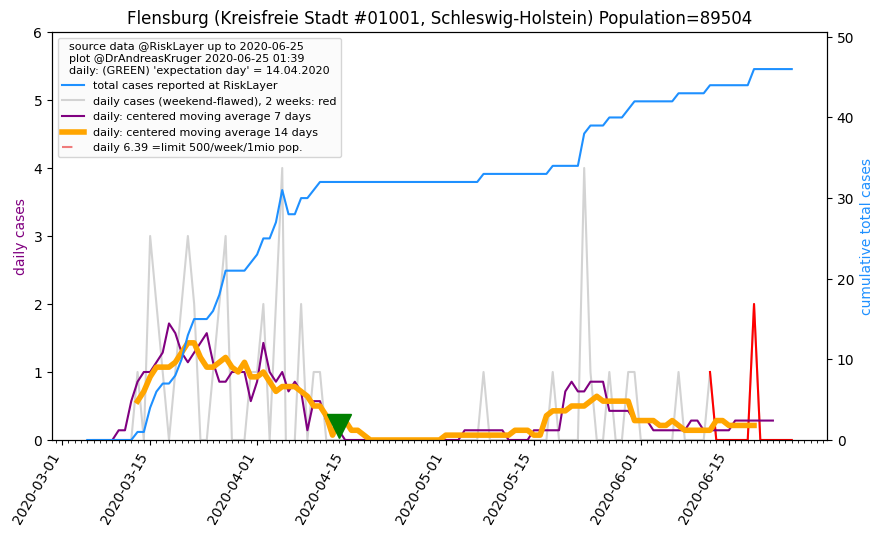 Flensburg (Kreisfreie Stadt #01001, Schleswig-Holstein) Population=89504
source data @RiskLayer up to 2020-06-25
plot @DrAndreasKruger 2020-06-25 01:39
daily: (GREEN) 'expectation day' = 14.04.2020
total cases reported at RiskLayer
daily cases (weekend-flawed), 2 weeks: red
daily: centered moving average 7 days
daily: centered moving average 14 days
daily 6.39 =limit 500/week/1mio pop.
daily cases
6
5
4
3
2
1
0
cumulative total cases
50
40
30
20
10
0
2020-03-01
2020-03-15
2020-04-01
2020-04-15
2020-05-01
2020-05-15
2020-06-01
2020-06-15